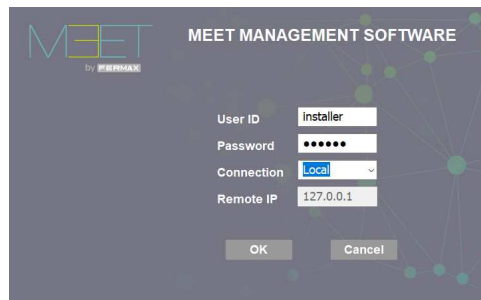 MEET
by FERMAX
MEET MANAGEMENT SOFTWARE
User ID installer
Password ●●●●●●
Connection Local
Remote IP 127.0.0.1
OK Cancel